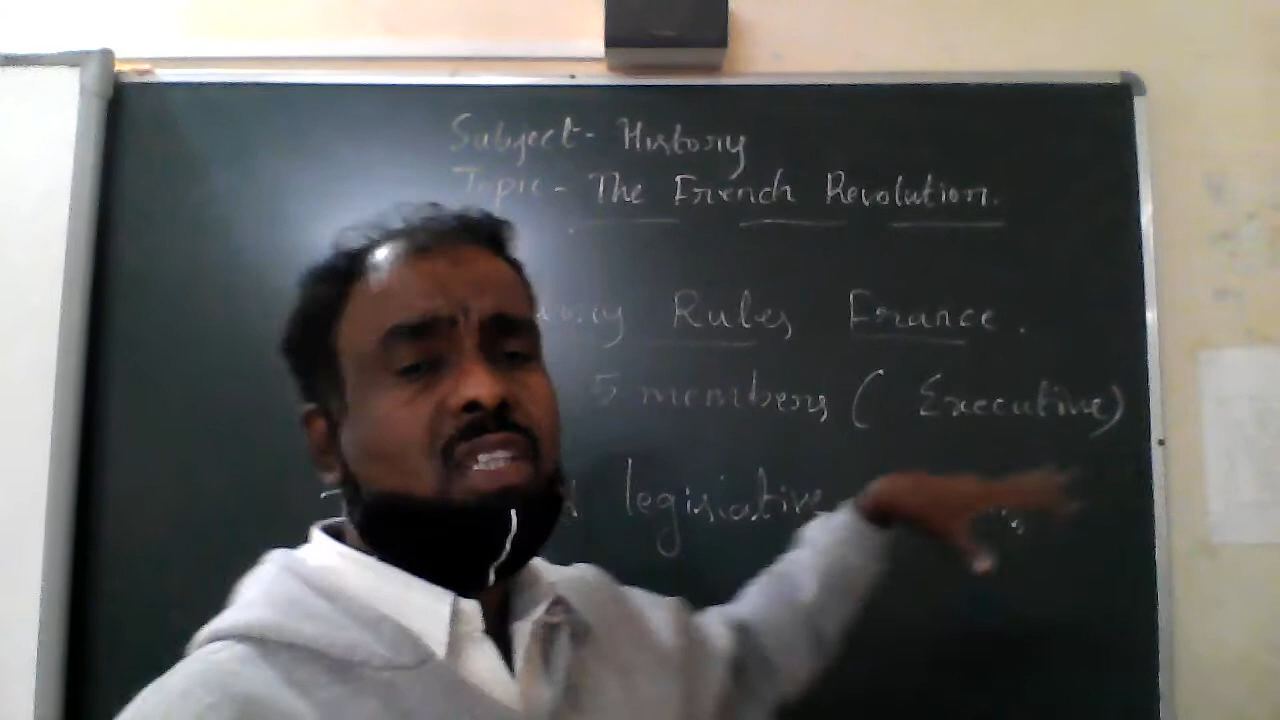 Subject- History
Topic - The French Revolution.
Rules France.
5 members ( Executive)
legislative